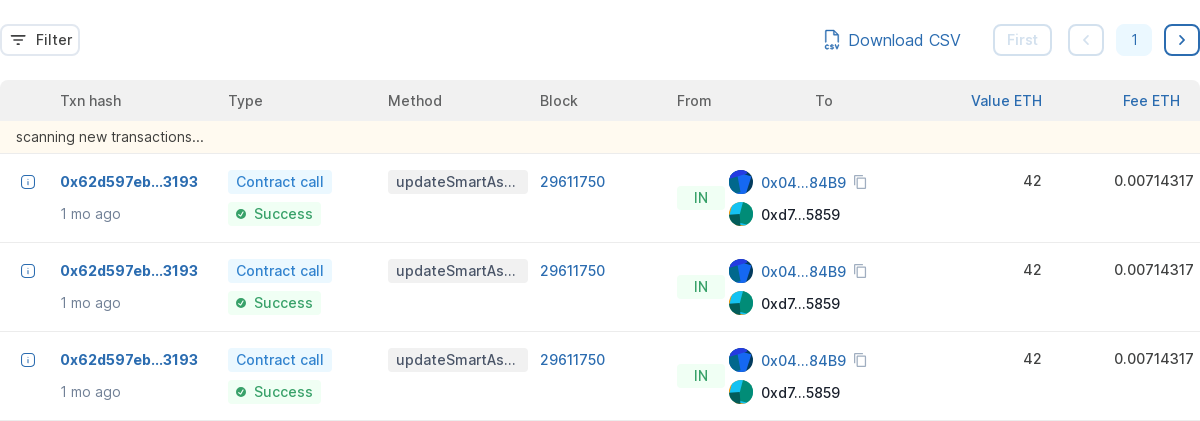 Filter
CSV
Download CSV
First
1
Txn hash Type Method Block From To Value ETH Fee ETH
scanning new transactions...
0x62d597eb...3193 Contract call updateSmartAs... 29611750 IN 0x04...84B9 42 0.00714317
1 mo ago Success 0xd7...5859
0x62d597eb...3193 Contract call updateSmartAs... 29611750 IN 0x04...84B9 42 0.00714317
1 mo ago Success 0xd7...5859
0x62d597eb...3193 Contract call updateSmartAs... 29611750 IN 0x04...84B9 42 0.00714317
1 mo ago Success 0xd7...5859